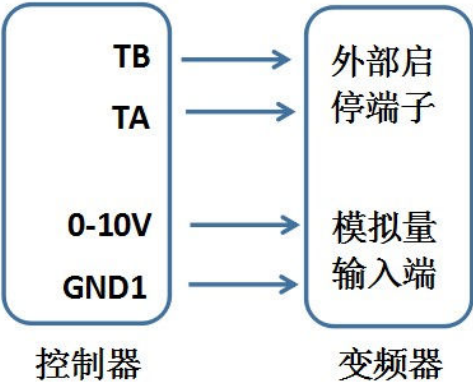 TB
外部启
TA
停端子
0-10V
模拟量
GND1
输入端
控制器
变频器